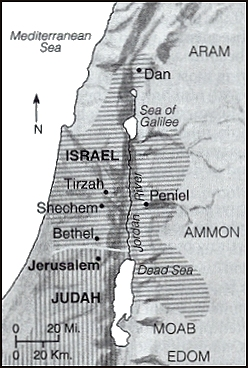 Mediterranean
Sea
ARAM
Dan
N
Sea of
Galilee
ISRAEL
Tirzah
Jordan River
Peniel
Shechem
AMMON
Bethel
Jerusalem
Dead Sea
JUDAH
0 20 Mi.
0 20 Km.
MOAB
EDOM